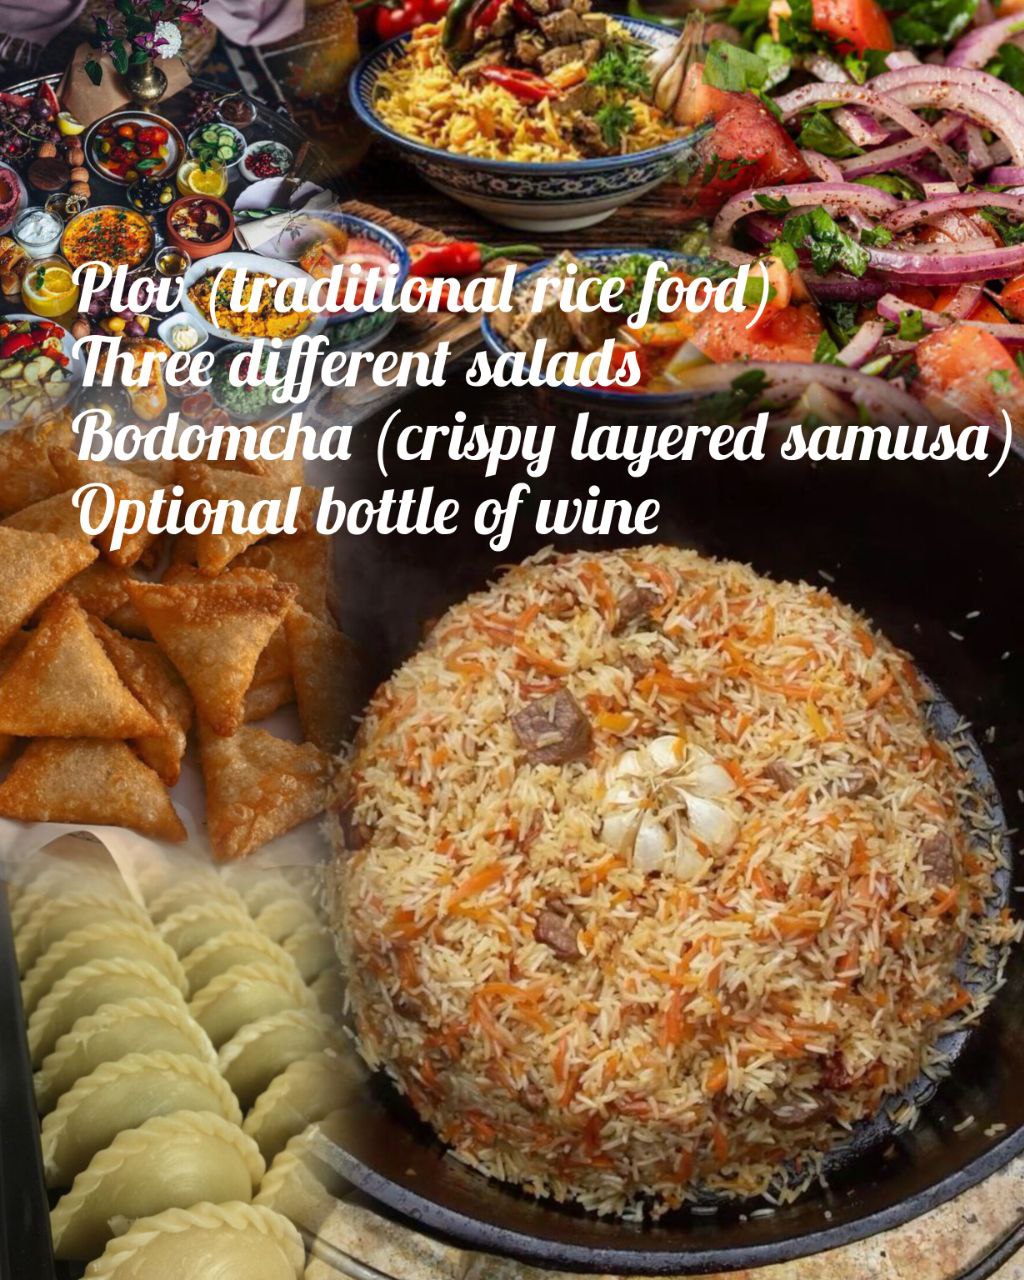 Plov (traditional rice food)
Three different salads
Bodomcha (crispy layered samusa)
Optional bottle of wine